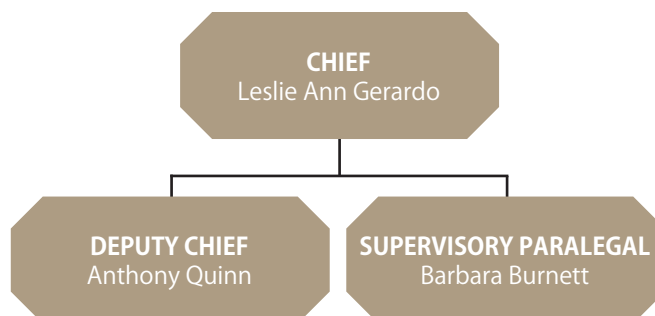 CHIEF
Leslie Ann Gerardo
DEPUTY CHIEF
Anthony Quinn
SUPERVISORY PARALEGAL
Barbara Burnett